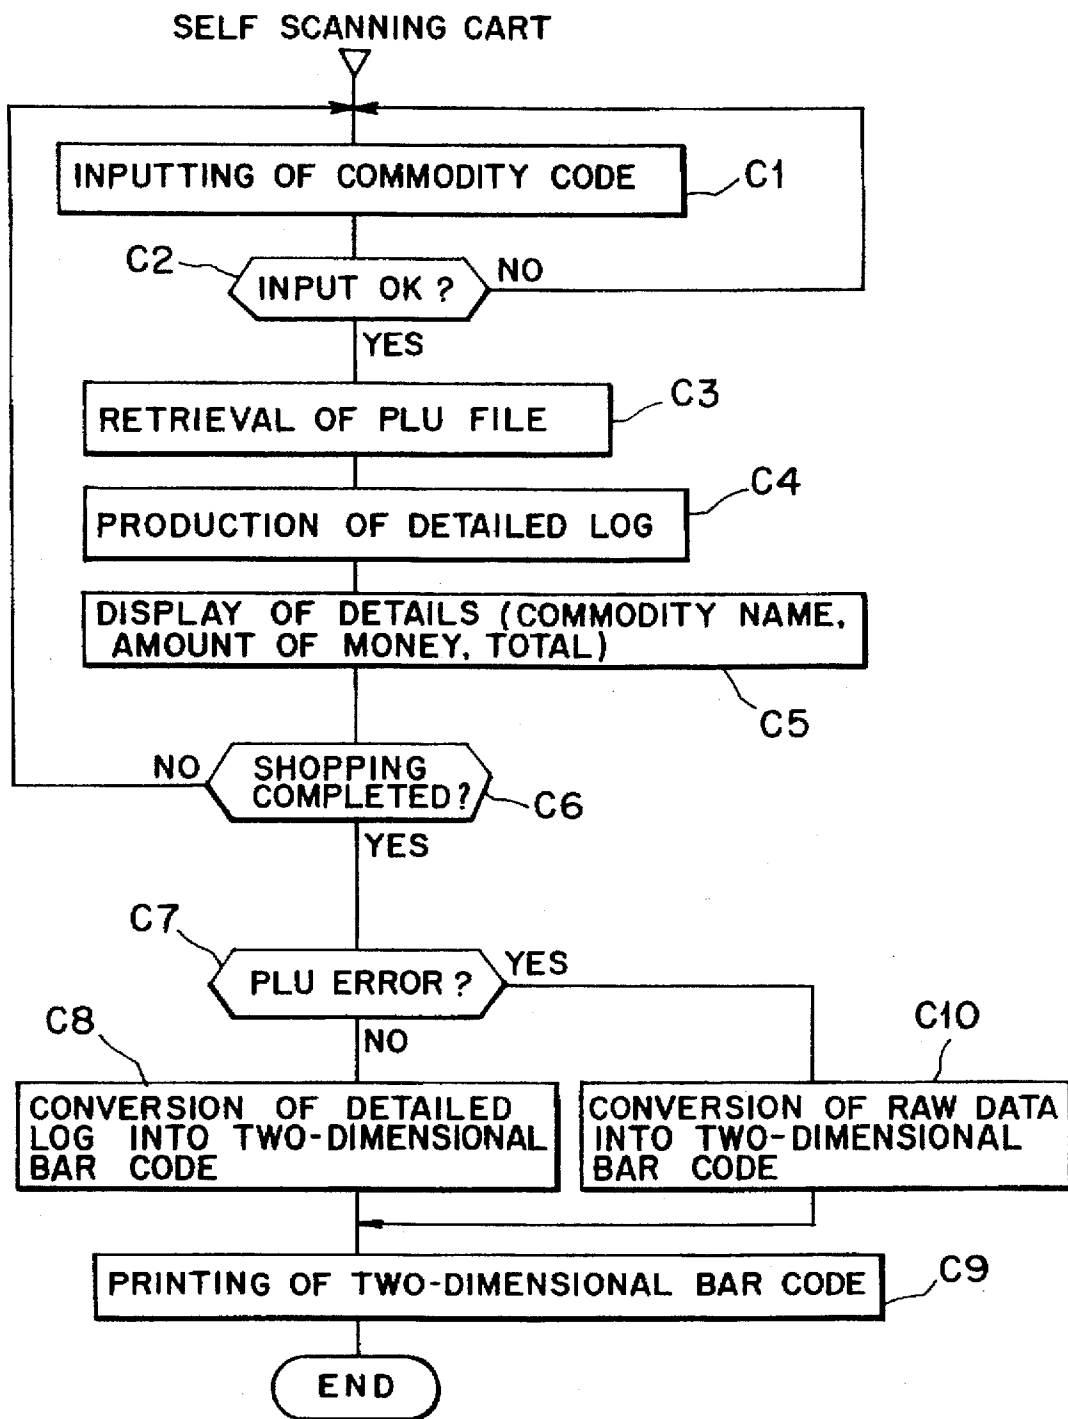 SELF SCANNING CART
INPUTTING OF COMMODITY CODE
C1
C2
INPUT OK ?
NO
YES
RETRIEVAL OF PLU FILE
C3
PRODUCTION OF DETAILED LOG
C4
DISPLAY OF DETAILS (COMMODITY NAME,
AMOUNT OF MONEY, TOTAL)
C5
NO
SHOPPING
COMPLETED?
C6
YES
C7
PLU ERROR ?
YES
NO
C8
CONVERSION OF DETAILED
LOG INTO TWO-DIMENSIONAL
BAR CODE
C10
CONVERSION OF RAW DATA
INTO TWO-DIMENSIONAL
BAR CODE
PRINTING OF TWO-DIMENSIONAL BAR CODE
C9
END